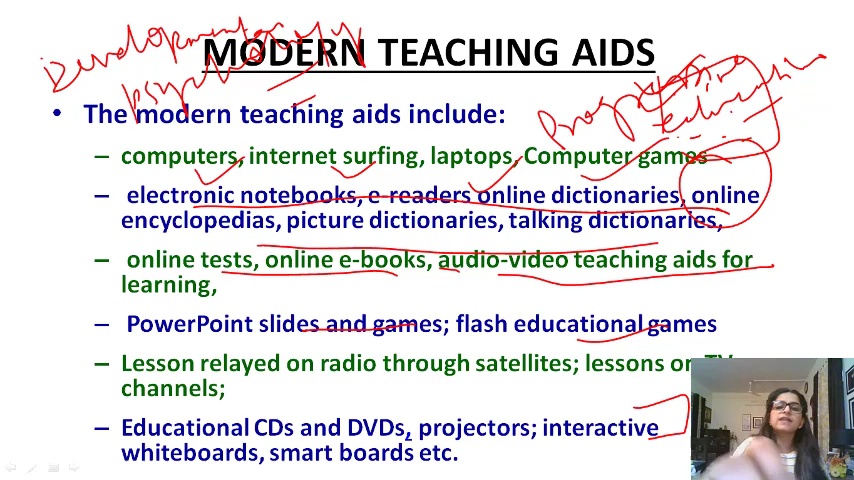 Development
psychology
MODERN TEACHING AIDS
• The modern teaching aids include:
– computers, internet surfing, laptops, Computer games
– electronic notebooks, e-readers online dictionaries, online
encyclopedias, picture dictionaries, talking dictionaries,
– online tests, online e-books, audio-video teaching aids for
learning,
– PowerPoint slides and games; flash educational games
– Lesson relayed on radio through satellites; lessons on TV
channels;
– Educational CDs and DVDs, projectors; interactive
whiteboards, smart boards etc.